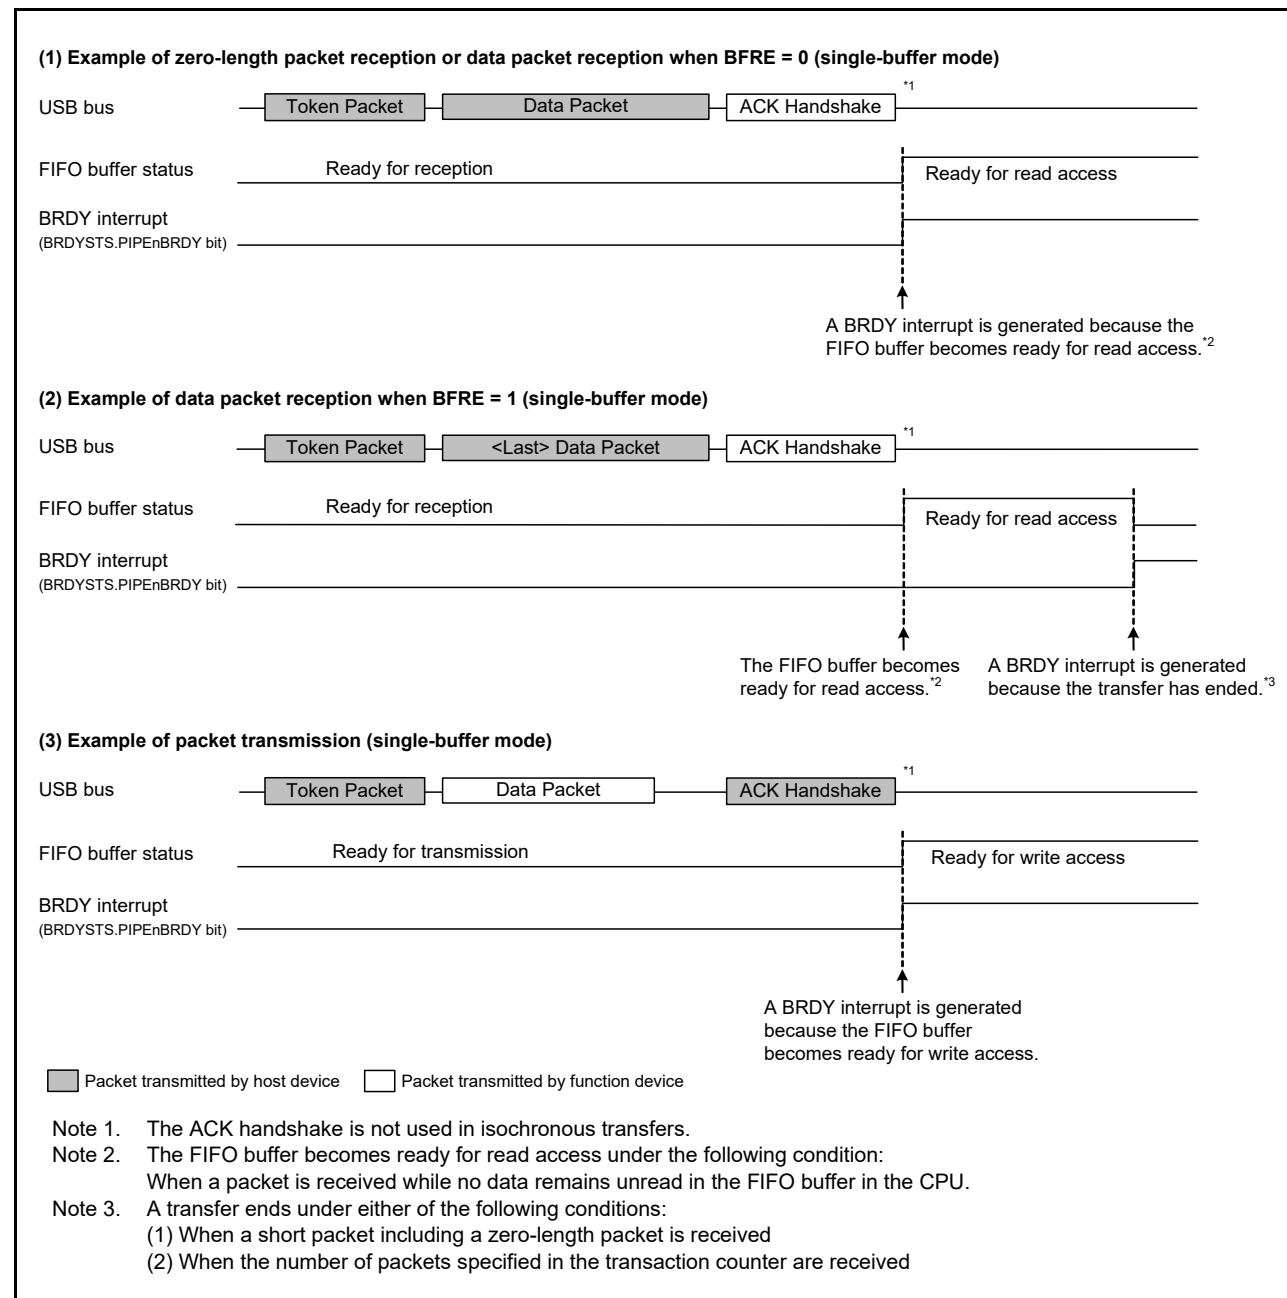 (1) Example of zero-length packet reception or data packet reception when BFRE = 0 (single-buffer mode)
USB bus
Token Packet
Data Packet
ACK Handshake
*1
FIFO buffer status
Ready for reception
Ready for read access
BRDY interrupt
(BRDYSTS.PIPEnBRDY bit)
A BRDY interrupt is generated because the
FIFO buffer becomes ready for read access.*2
(2) Example of data packet reception when BFRE = 1 (single-buffer mode)
USB bus
Token Packet
<Last> Data Packet
ACK Handshake
*1
FIFO buffer status
Ready for reception
Ready for read access
BRDY interrupt
(BRDYSTS.PIPEnBRDY bit)
The FIFO buffer becomes
ready for read access.*2
A BRDY interrupt is generated
because the transfer has ended.*3
(3) Example of packet transmission (single-buffer mode)
USB bus
Token Packet
Data Packet
ACK Handshake
*1
FIFO buffer status
Ready for transmission
Ready for write access
BRDY interrupt
(BRDYSTS.PIPEnBRDY bit)
A BRDY interrupt is generated
because the FIFO buffer
becomes ready for write access.
Packet transmitted by host device
Packet transmitted by function device
Note 1. The ACK handshake is not used in isochronous transfers.
Note 2. The FIFO buffer becomes ready for read access under the following condition:
When a packet is received while no data remains unread in the FIFO buffer in the CPU.
Note 3. A transfer ends under either of the following conditions:
(1) When a short packet including a zero-length packet is received
(2) When the number of packets specified in the transaction counter are received